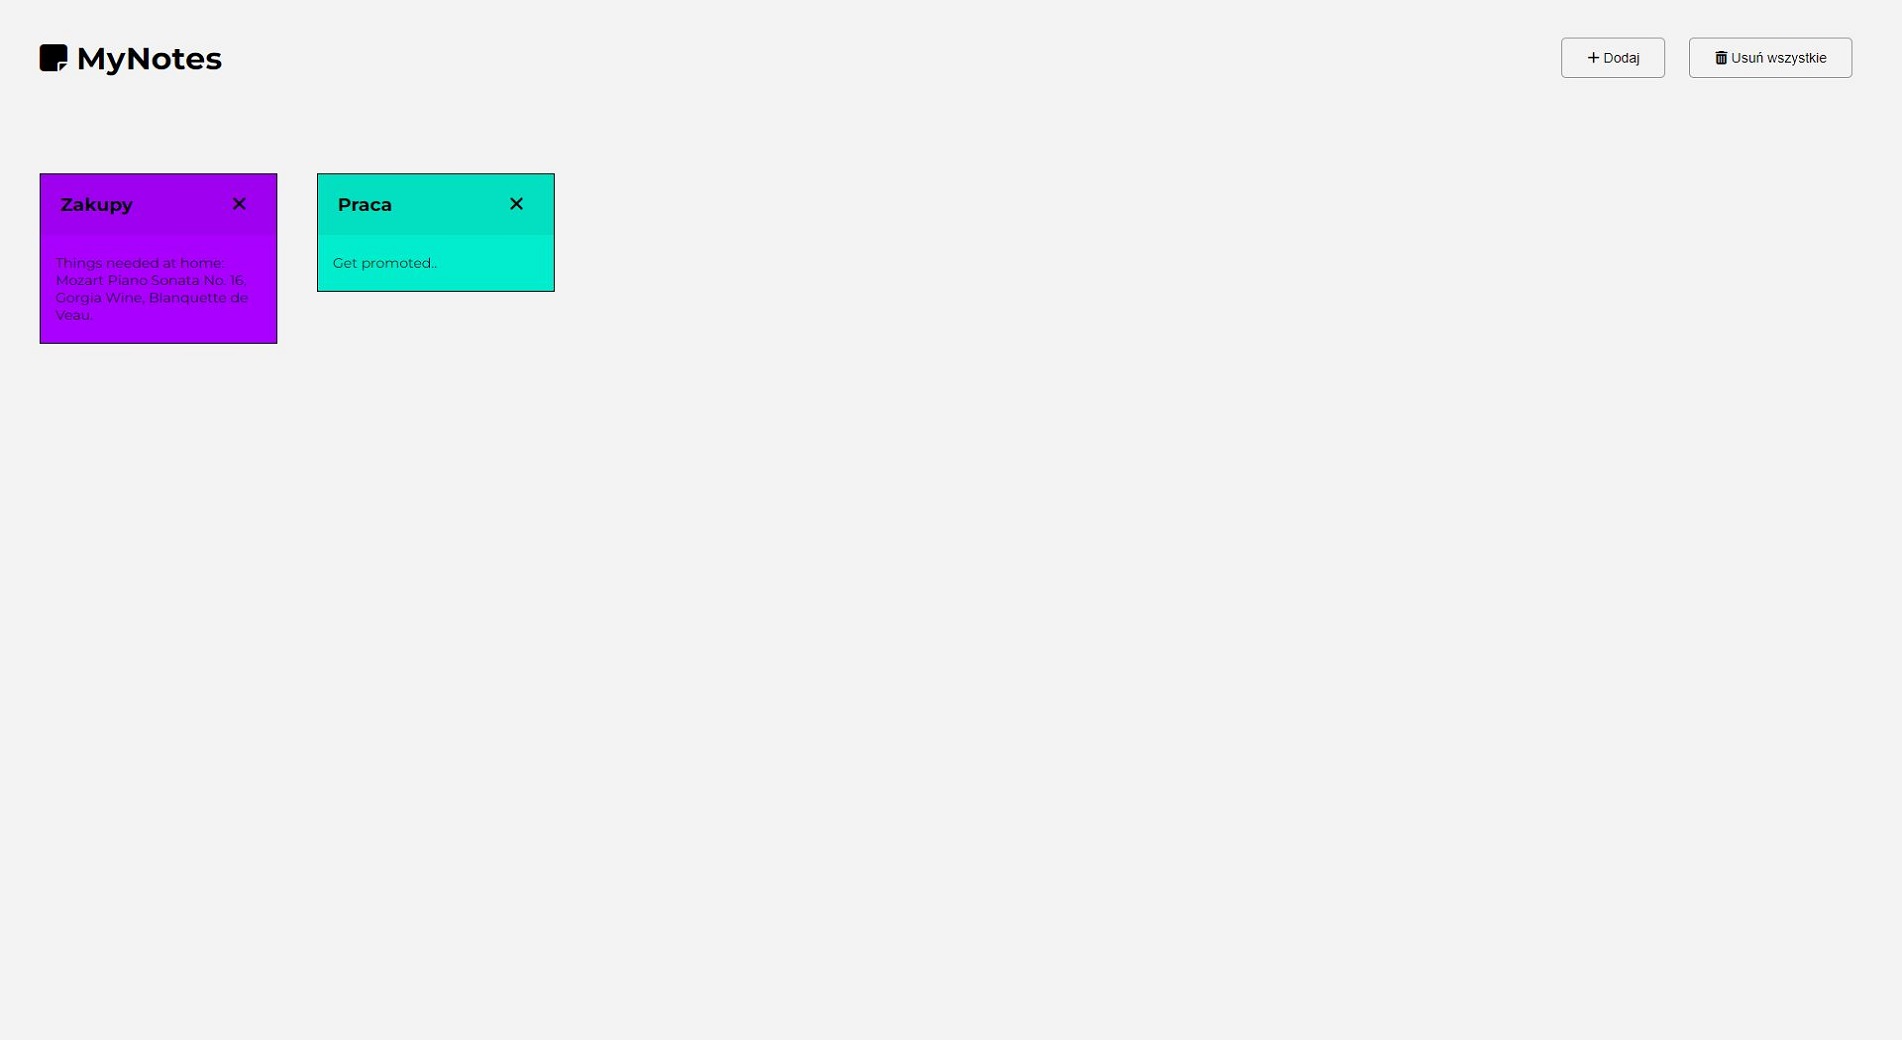 MyNotes
Dodaj
Usuń wszystkie
Zakupy
Things needed at home:
Mozart Piano Sonata No. 16,
Gorgia Wine, Blanquette de
Veau.
Praca
Get promoted..